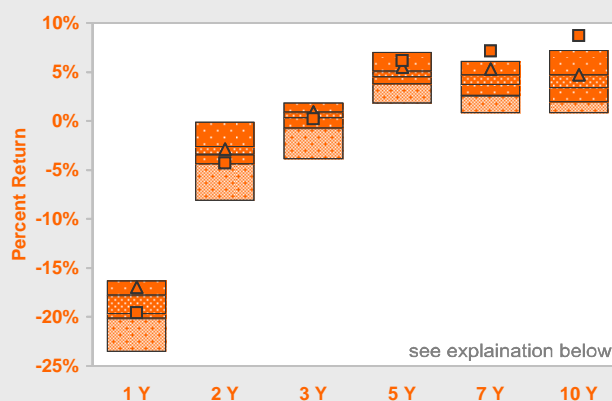 10%
5%
0%
-5%
-10%
-15%
-20%
-25%
Percent Return
see explaination below
1 Y 2 Y 3 Y 5 Y 7 Y 10 Y